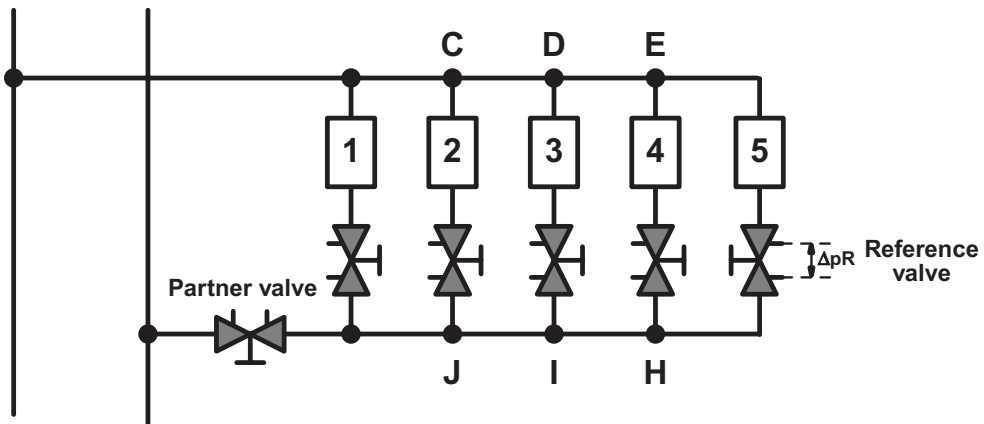 C D E
1 2 3 4 5
ΔpR
Reference
valve
Partner valve
J I H